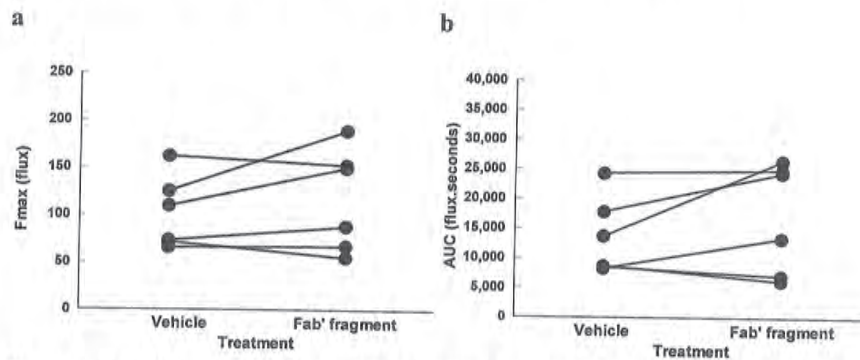 a
250
200
150
100
50
0
Fmax (flux)
Vehicle Fab' fragment
Treatment
b
40,000
35,000
30,000
25,000
20,000
15,000
10,000
5,000
0
AUC (flux.seconds)
Vehicle Fab' fragment
Treatment